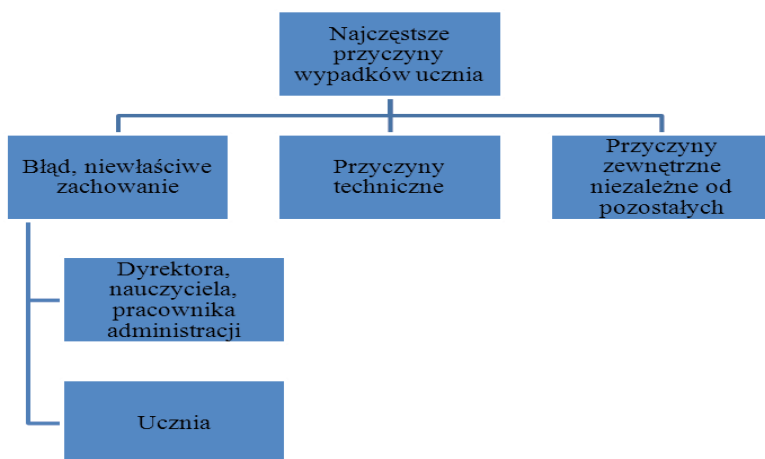 Najczęstsze
przyczyny
wypadków ucznia
Błąd, niewłaściwe
zachowanie
Przyczyny
techniczne
Przyczyny
zewnętrzne
niezależne od
pozostałych
Dyrektora,
nauczyciela,
pracownika
administracji
Ucznia